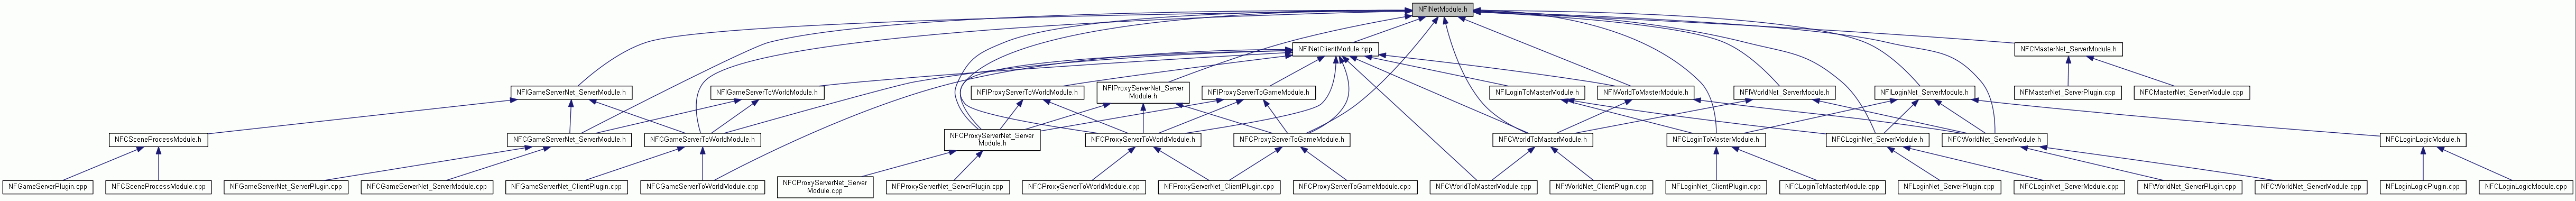 NFINetModule.h
NFINetClientModule.hpp
NFCMasterNet_ServerModule.h
NFIGameServerNet_ServerModule.h
NFIGameServerToWorldModule.h
NFIProxyServerToWorldModule.h
NFIProxyServerNet_Server
Module.h
NFIProxyServerToGameModule.h
NFILoginToMasterModule.h
NFIWorldToMasterModule.h
NFIWorldNet_ServerModule.h
NFILoginNet_ServerModule.h
NFMasterNet_ServerPlugin.cpp
NFCMasterNet_ServerModule.cpp
NFCSceneProcessModule.h
NFCGameServerNet_ServerModule.h
NFCGameServerToWorldModule.h
NFCProxyServerNet_Server
Module.h
NFCProxyServerToWorldModule.h
NFCProxyServerToGameModule.h
NFCWorldToMasterModule.h
NFCLoginToMasterModule.h
NFCLoginNet_ServerModule.h
NFCWorldNet_ServerModule.h
NFCLoginLogicModule.h
NFGameServerPlugin.cpp
NFCSceneProcessModule.cpp
NFGameServerNet_ServerPlugin.cpp
NFCGameServerNet_ServerModule.cpp
NFGameServerNet_ClientPlugin.cpp
NFCGameServerToWorldModule.cpp
NFCProxyServerNet_Server
Module.cpp
NFProxyServerNet_ServerPlugin.cpp
NFCProxyServerToWorldModule.cpp
NFProxyServerNet_ClientPlugin.cpp
NFCProxyServerToGameModule.cpp
NFCWorldToMasterModule.cpp
NFWorldNet_ClientPlugin.cpp
NFLoginNet_ClientPlugin.cpp
NFCLoginToMasterModule.cpp
NFLoginNet_ServerPlugin.cpp
NFCLoginNet_ServerModule.cpp
NFWorldNet_ServerPlugin.cpp
NFCWorldNet_ServerModule.cpp
NFLoginLogicPlugin.cpp
NFCLoginLogicModule.cpp